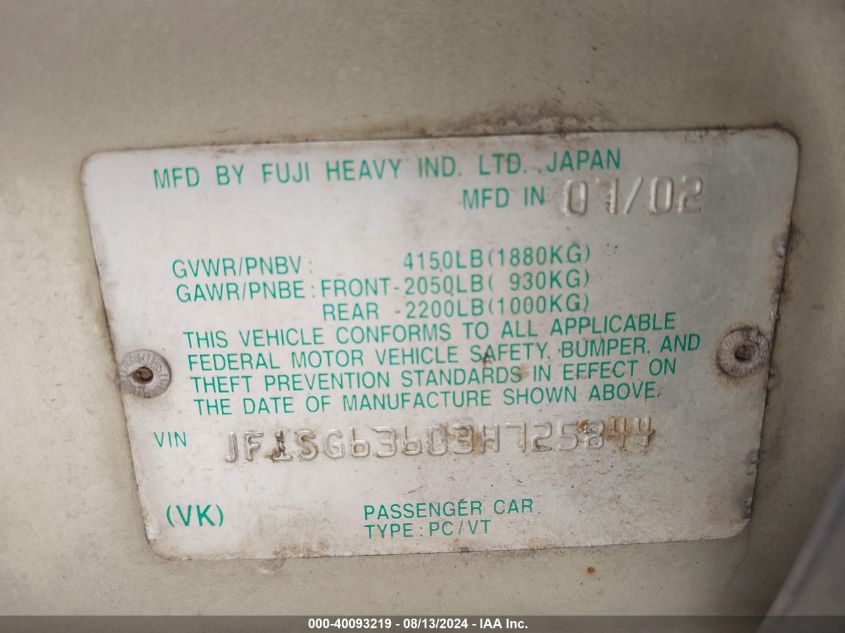 MFD BY FUJI HEAVY IND. LTD. JAPAN
MFD IN 07/02
GVWR/PNBV: 4150LB(1880KG)
GAWR/PNBE: FRONT-2050LB( 930KG)
REAR -2200LB(1000KG)
THIS VEHICLE CONFORMS TO ALL APPLICABLE
FEDERAL MOTOR VEHICLE SAFETY, BUMPER, AND
THEFT PREVENTION STANDARDS IN EFFECT ON
THE DATE OF MANUFACTURE SHOWN ABOVE.
VIN JF1SG63603H725844
(VK) PASSENGER CAR
TYPE: PC/VT
000-40093219 - 08/13/2024 - IAA Inc.